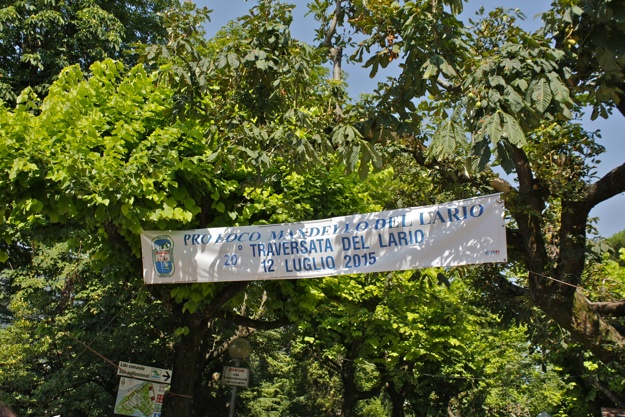 PRO LOCO MANDELLO DEL LARIO
20° TRAVERSATA DEL LARIO
12 LUGLIO 2015